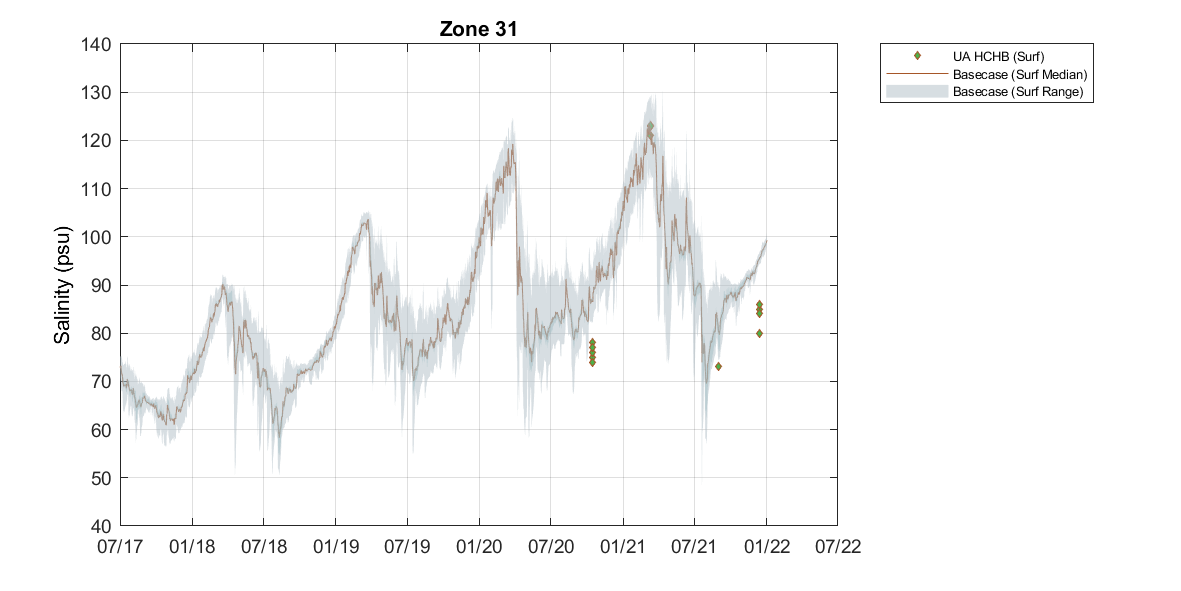 Zone 31
140
130
120
110
100
90
80
70
60
50
40
Salinity (psu)
07/17 01/18 07/18 01/19 07/19 01/20 07/20 01/21 07/21 01/22 07/22
UA HCHB (Surf)
Basecase (Surf Median)
Basecase (Surf Range)